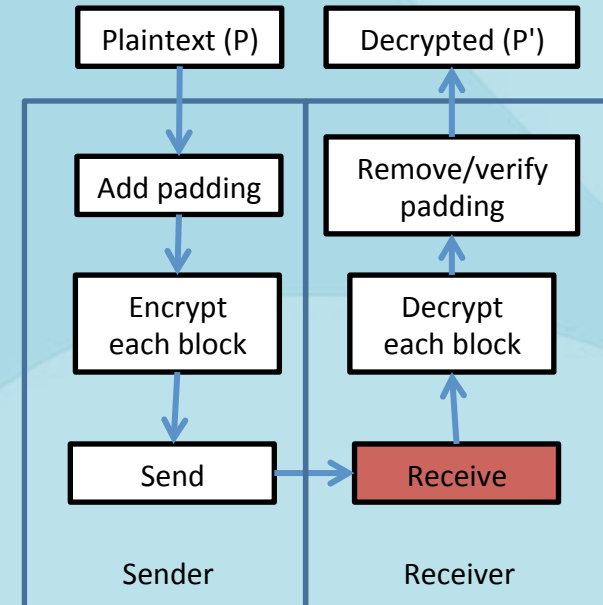 Plaintext (P)
Decrypted (P')
Add padding
Remove/verify
padding
Encrypt
each block
Decrypt
each block
Send
Receive
Sender
Receiver